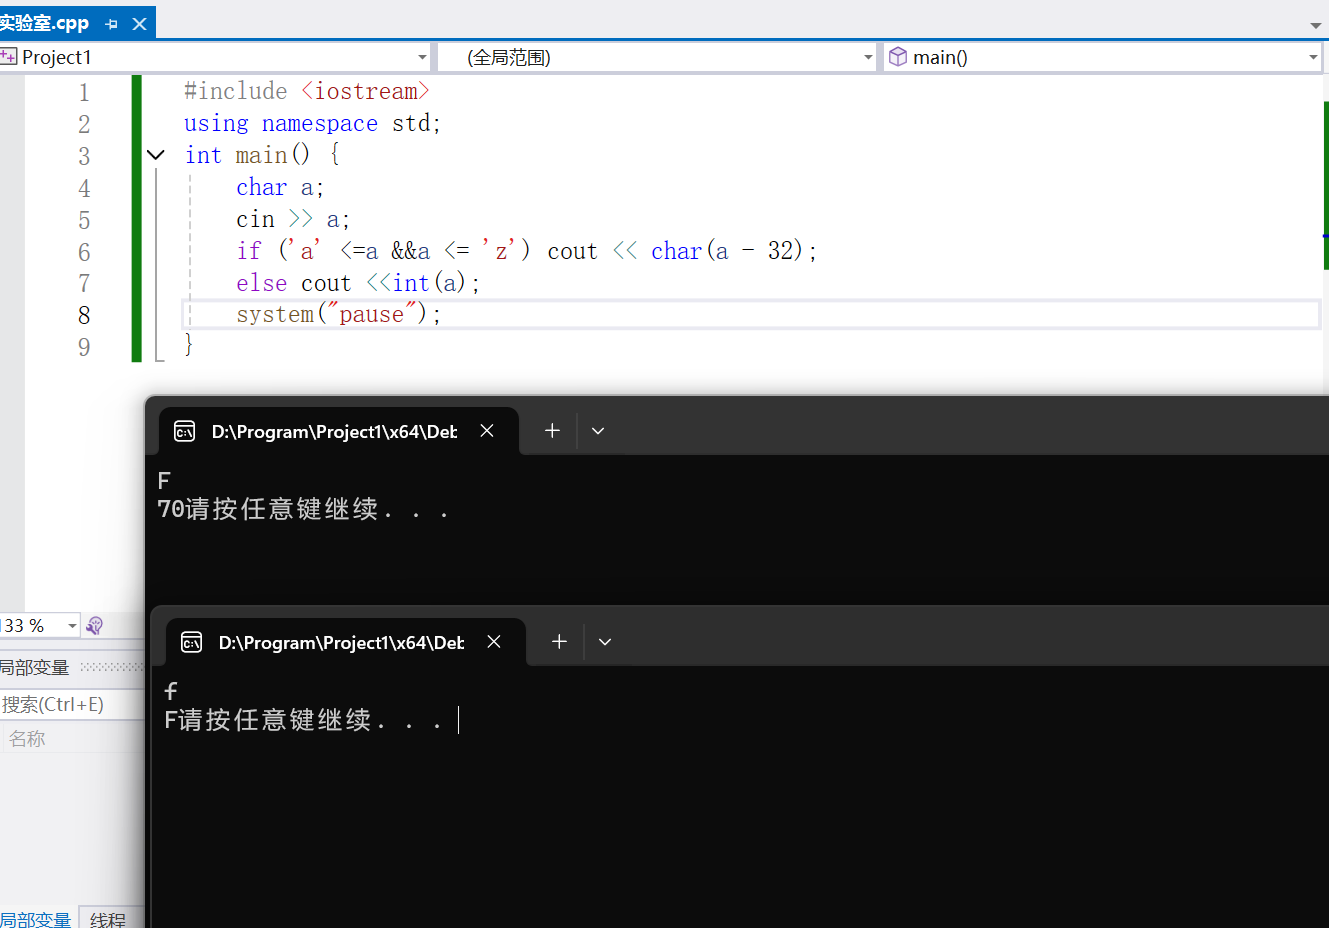 实验室.cpp
Project1
(全局范围)
main()
1 #include <iostream>
2 using namespace std;
3 int main() {
4 char a;
5 cin >> a;
6 if ('a' <=a &&a <= 'z') cout << char(a - 32);
7 else cout <<int(a);
8 system("pause");
9 }
D:\Program\Project1\x64\Deb
F
70请按任意键继续. . .
33 %
局部变量
搜索(Ctrl+E)
名称
D:\Program\Project1\x64\Deb
f
F请按任意键继续. . .
局部变量
线程